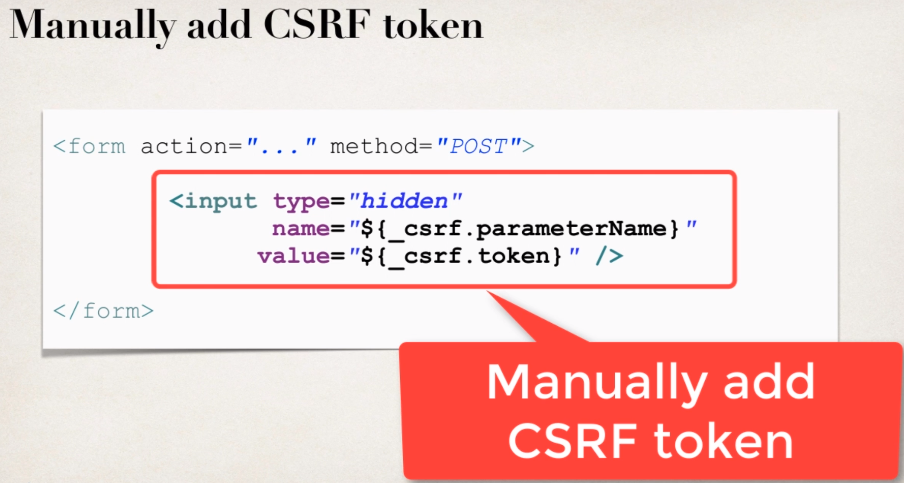 Manually add CSRF token
<form action="..." method="POST">
<input type="hidden"
name="${_csrf.parameterName}"
value="${_csrf.token}" />
</form>
Manually add
CSRF token